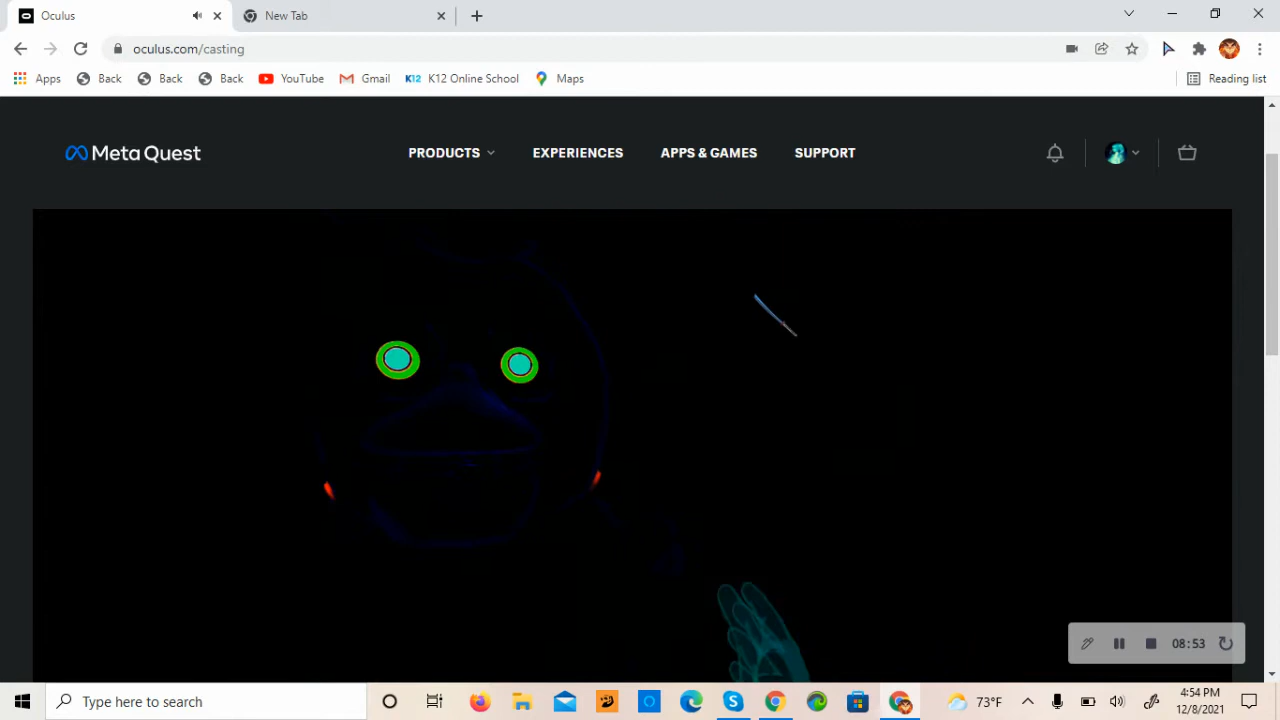 Oculus
New Tab
oculus.com/casting
Apps Back Back Back YouTube Gmail K12 K12 Online School Maps Reading list
Meta Quest PRODUCTS EXPERIENCES APPS & GAMES SUPPORT
08:53
Type here to search 73°F 4:54 PM
12/8/2021